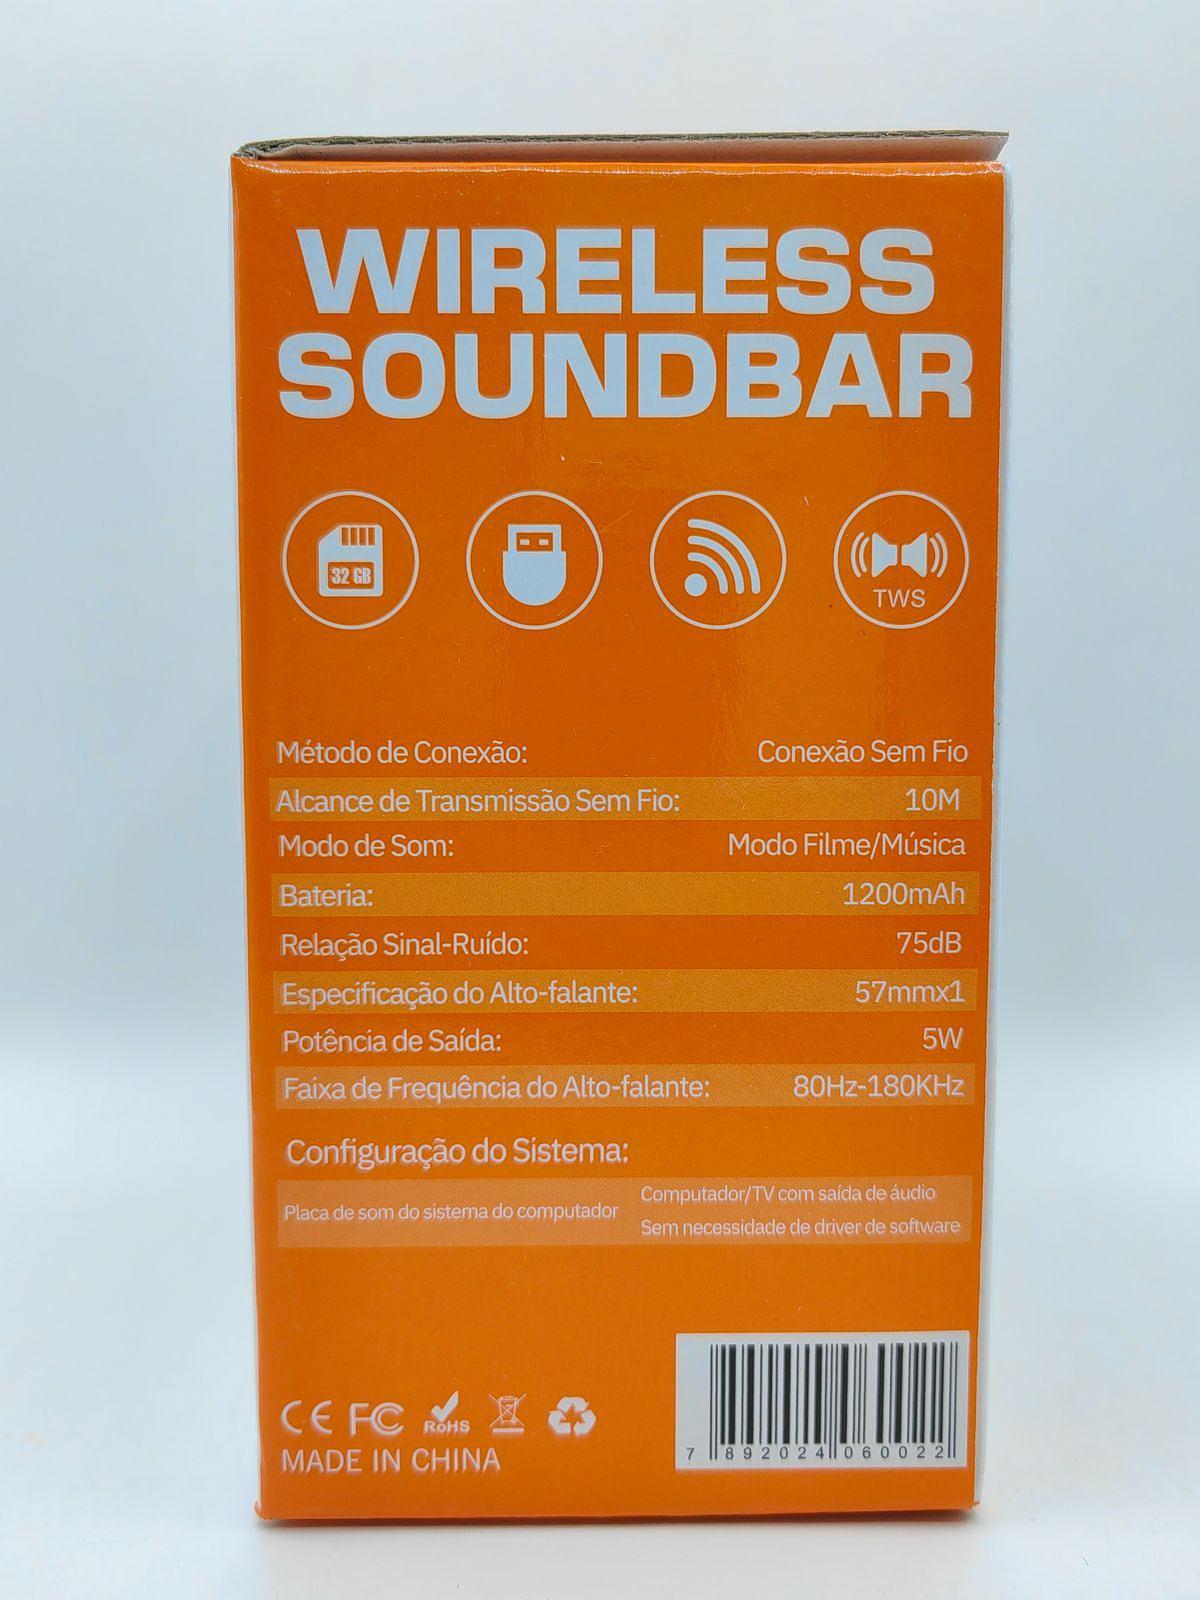 WIRELESS
SOUNDBAR
32 GB
TWS
Método de Conexão: Conexão Sem Fio
Alcance de Transmissão Sem Fio: 10M
Modo de Som: Modo Filme/Música
Bateria: 1200mAh
Relação Sinal-Ruído: 75dB
Especificação do Alto-falante: 57mmx1
Potência de Saída: 5W
Faixa de Frequência do Alto-falante: 80Hz-180KHz
Configuração do Sistema:
Placa de som do sistema do computador
Computador/TV com saída de áudio
Sem necessidade de driver de software
CE FC RoHS
MADE IN CHINA
7 892024 060022